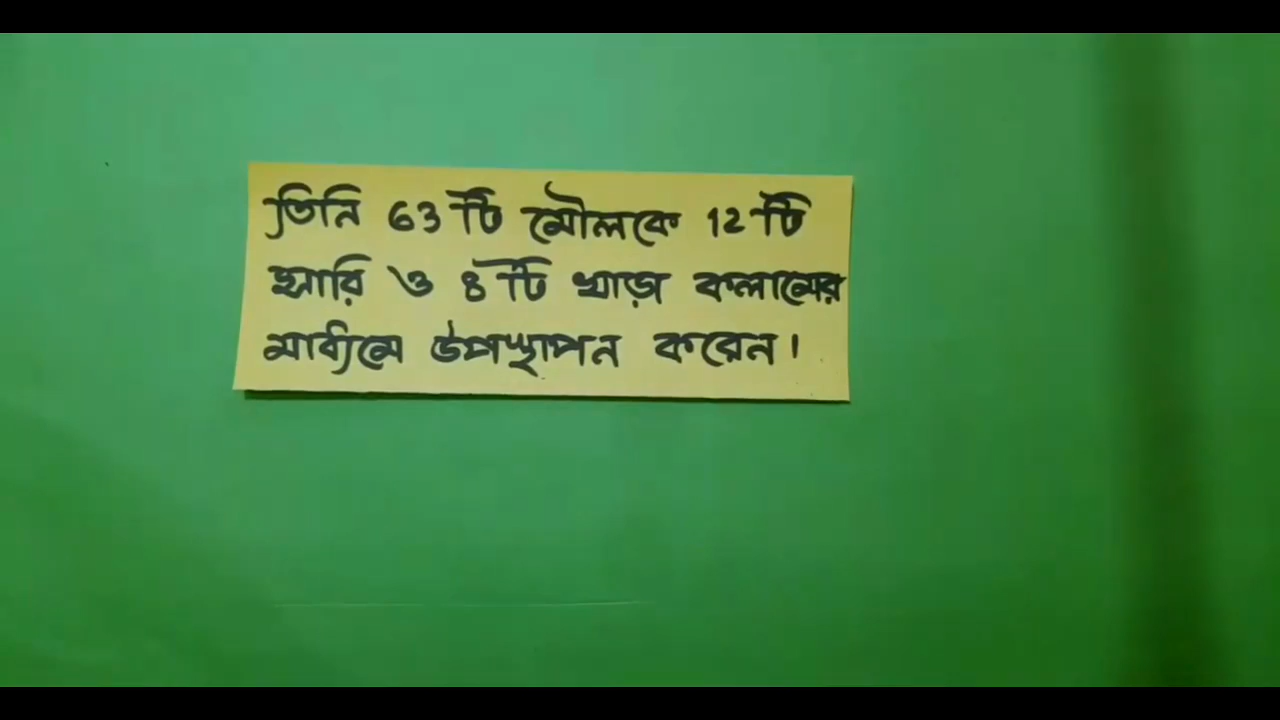 তিনি 63 টি মৌলকে 12 টি
সারি ও 8 টি খাড়া কলামের
মাধ্যমে উপস্থাপন করেন।